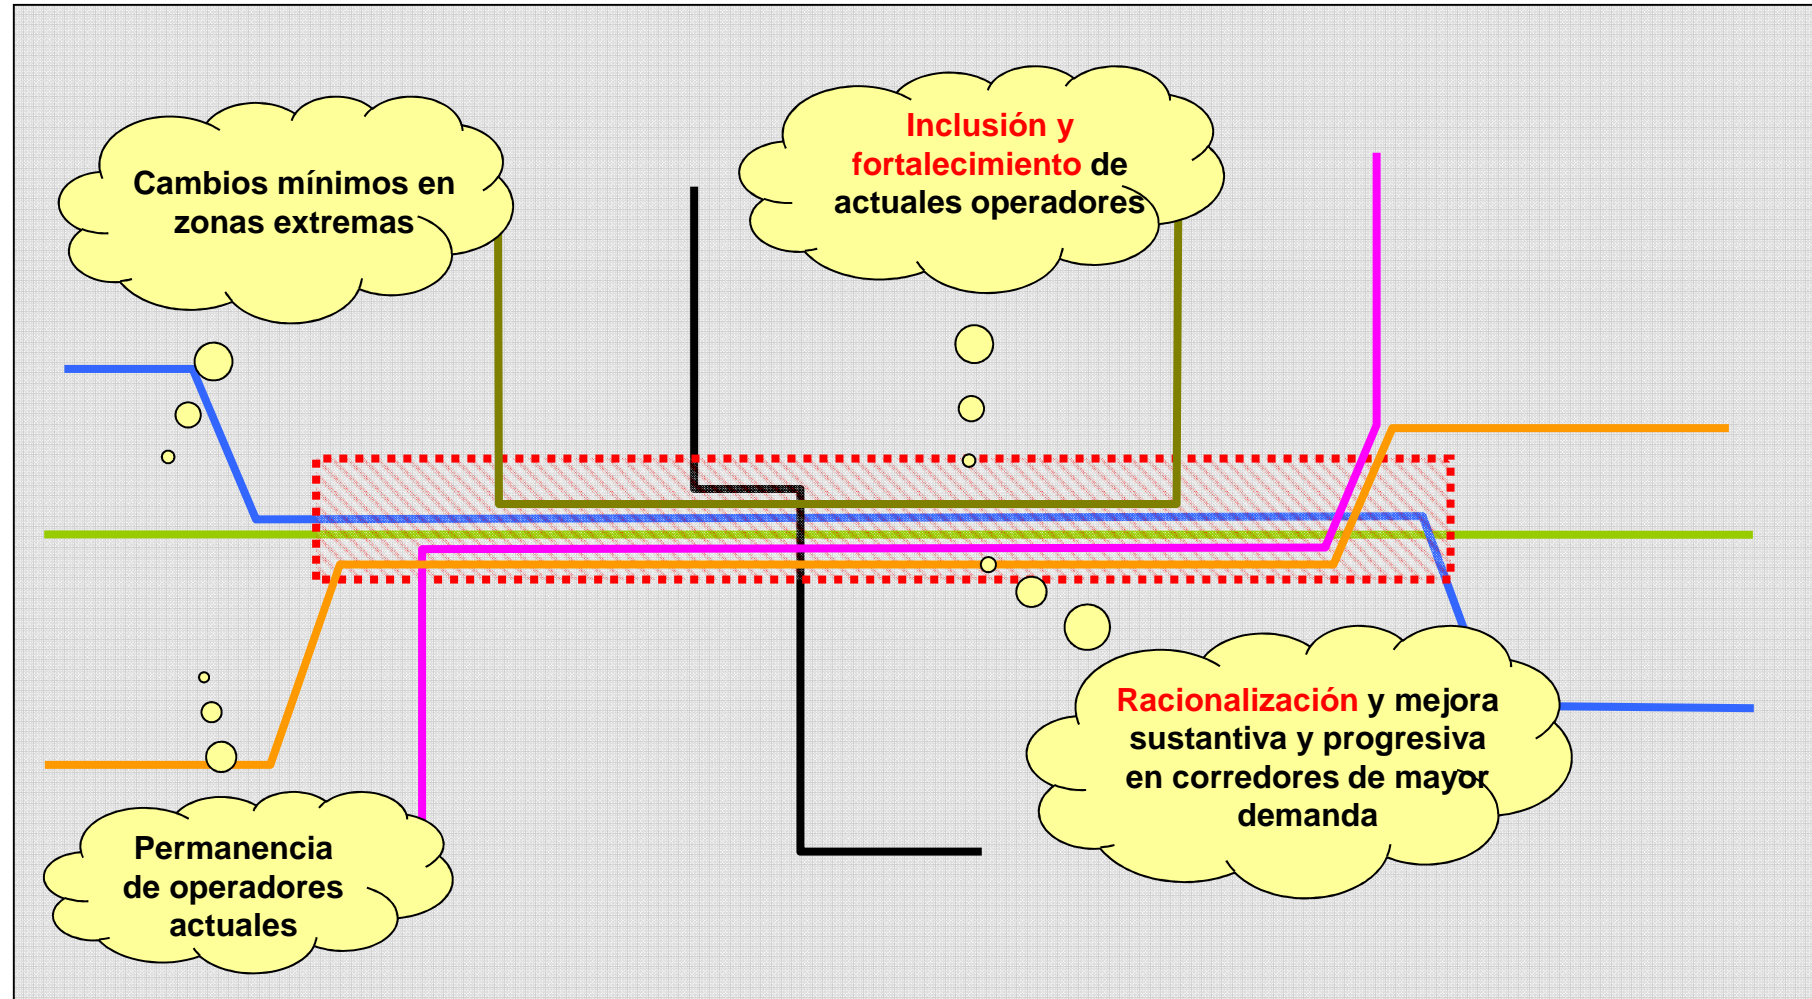 Cambios mínimos en
zonas extremas
Inclusión y
fortalecimiento de
actuales operadores
Racionalización y mejora
sustantiva y progresiva
en corredores de mayor
demanda
Permanencia
de operadores
actuales